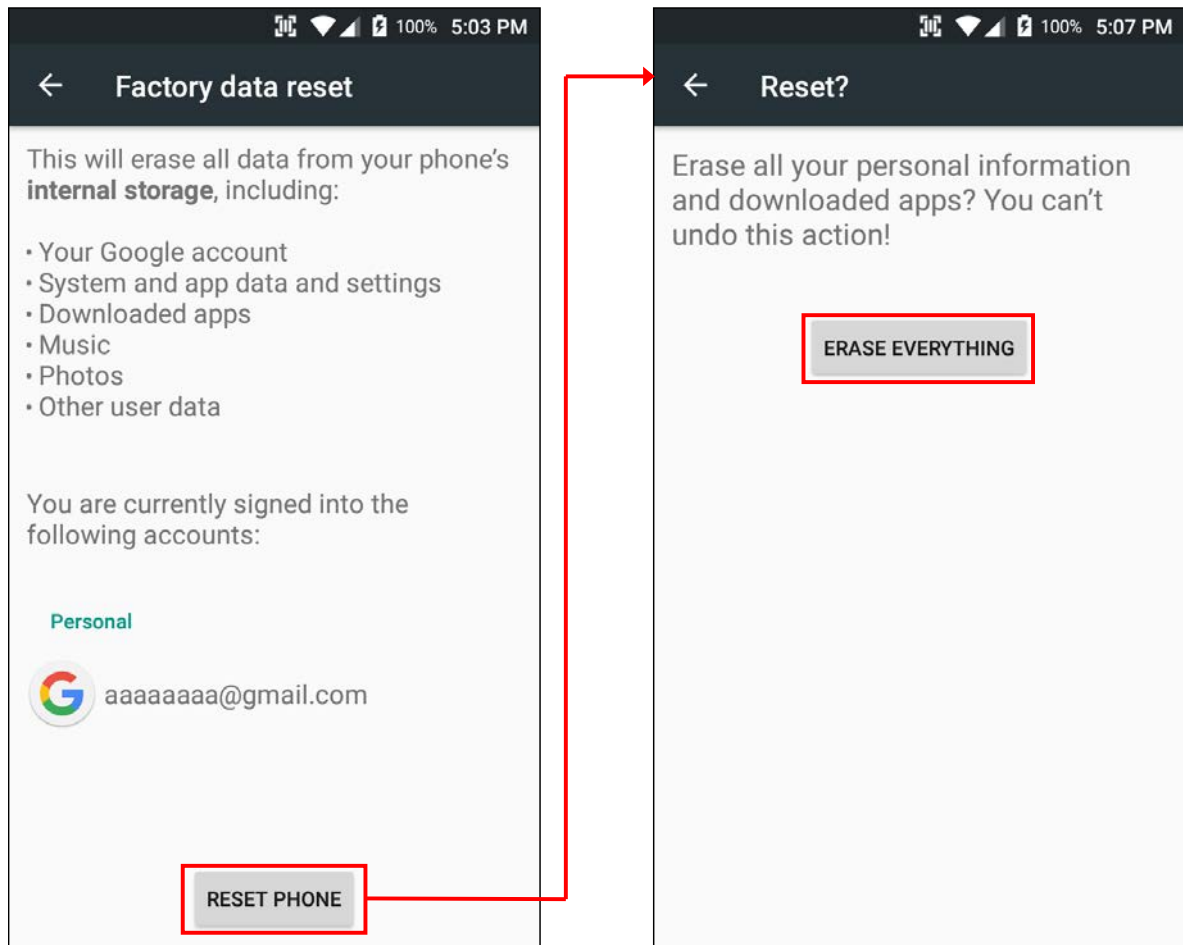 100% 5:03 PM
Factory data reset
This will erase all data from your phone’s
internal storage, including:
• Your Google account
• System and app data and settings
• Downloaded apps
• Music
• Photos
• Other user data
You are currently signed into the
following accounts:
Personal
G aaaaaaaa@gmail.com
RESET PHONE
100% 5:07 PM
Reset?
Erase all your personal information
and downloaded apps? You can’t
undo this action!
ERASE EVERYTHING